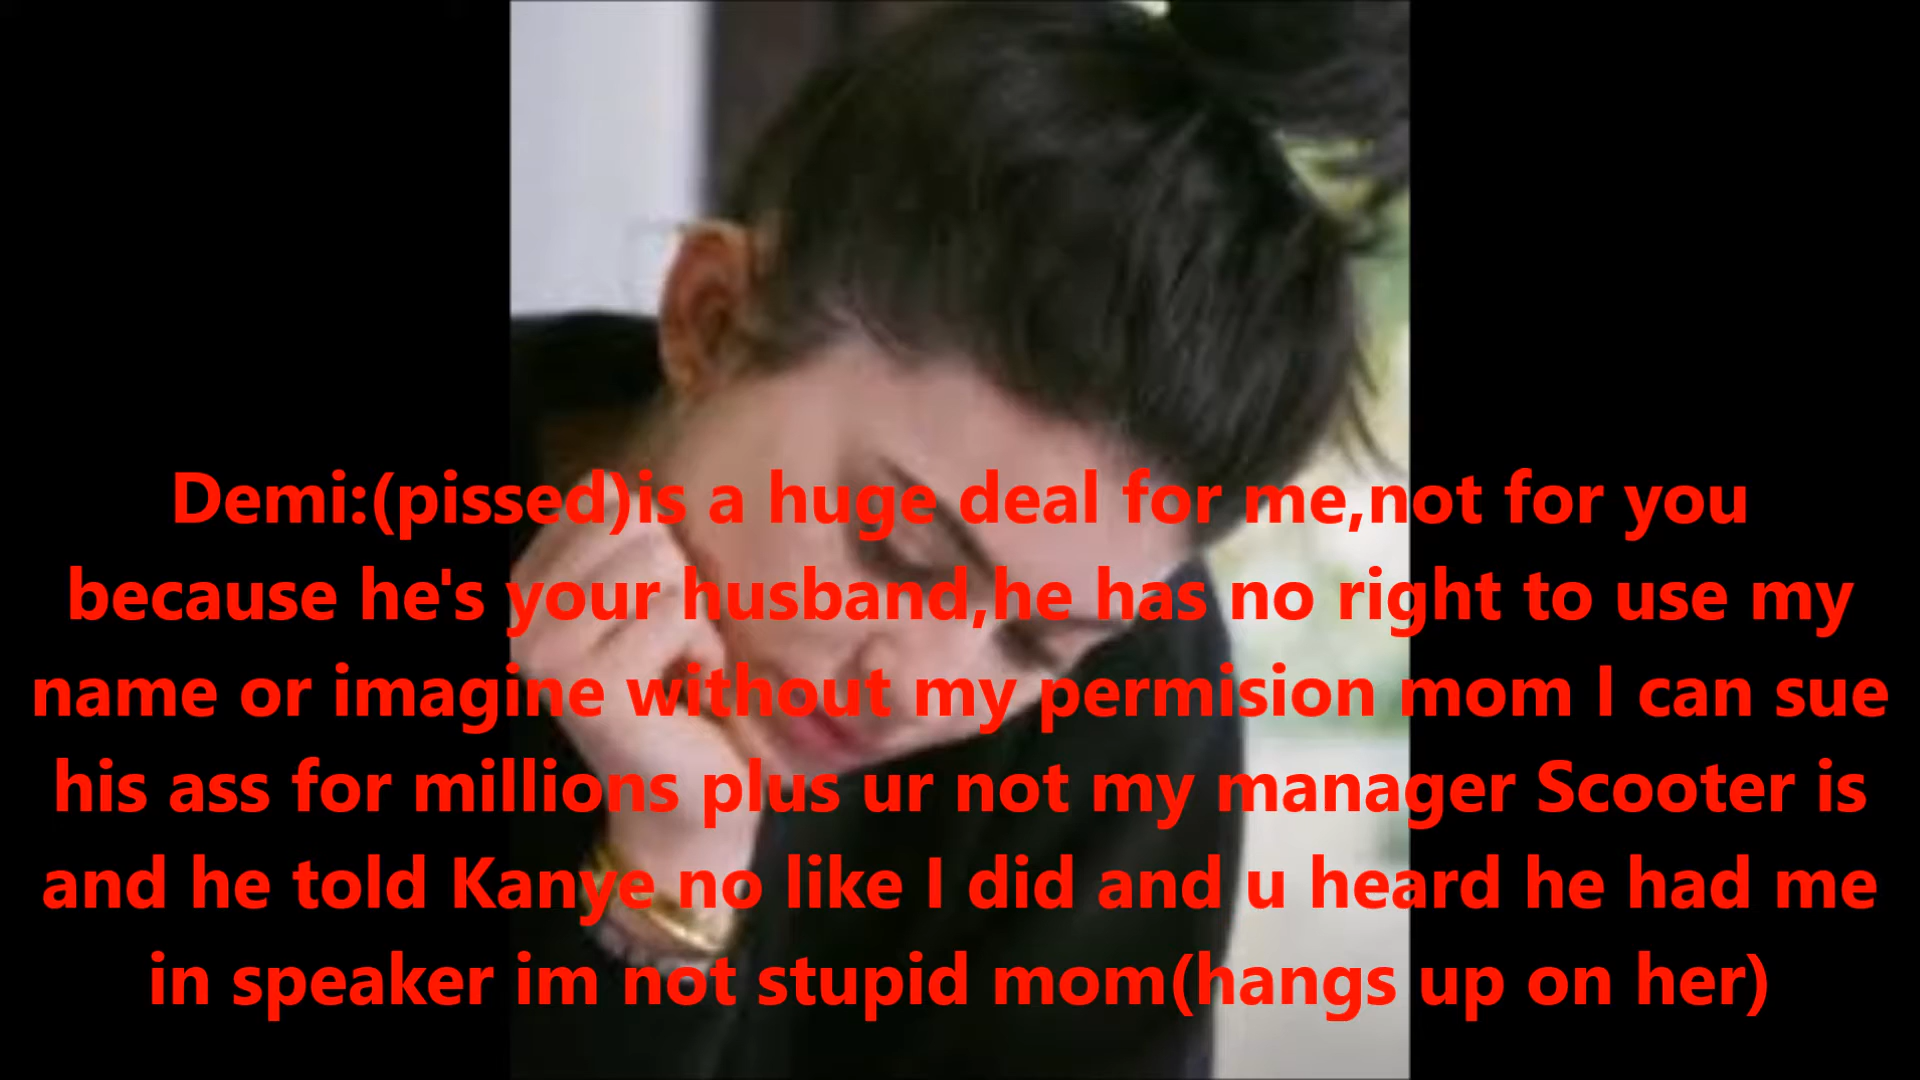 Demi:(pissed)is a huge deal for me,not for you
because he's your husband,he has no right to use my
name or imagine without my permision mom I can sue
his ass for millions plus ur not my manager Scooter is
and he told Kanye no like I did and u heard he had me
in speaker im not stupid mom(hangs up on her)